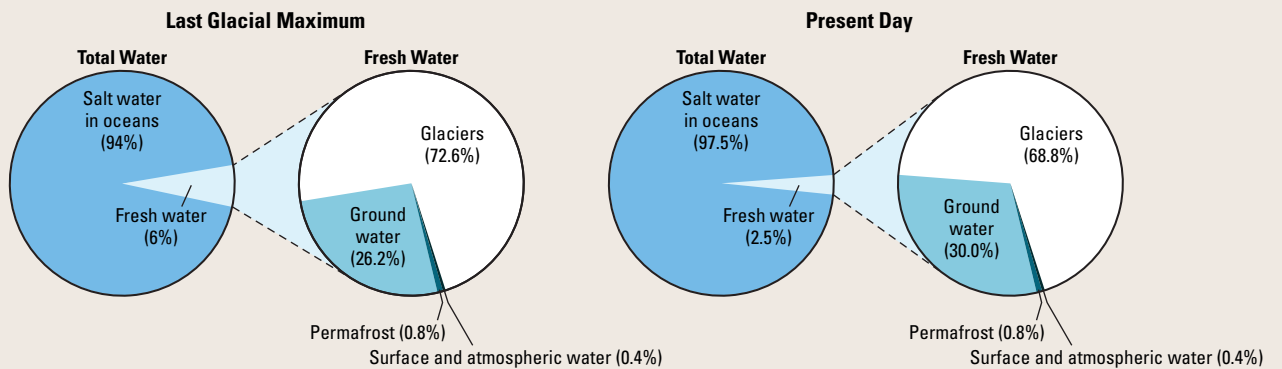 Last Glacial Maximum
Total Water
Fresh Water
Salt water
in oceans
(94%)
Fresh water
(6%)
Glaciers
(72.6%)
Ground
water
(26.2%)
Permafrost (0.8%)
Surface and atmospheric water (0.4%)
Present Day
Total Water
Fresh Water
Salt water
in oceans
(97.5%)
Fresh water
(2.5%)
Glaciers
(68.8%)
Ground
water
(30.0%)
Permafrost (0.8%)
Surface and atmospheric water (0.4%)